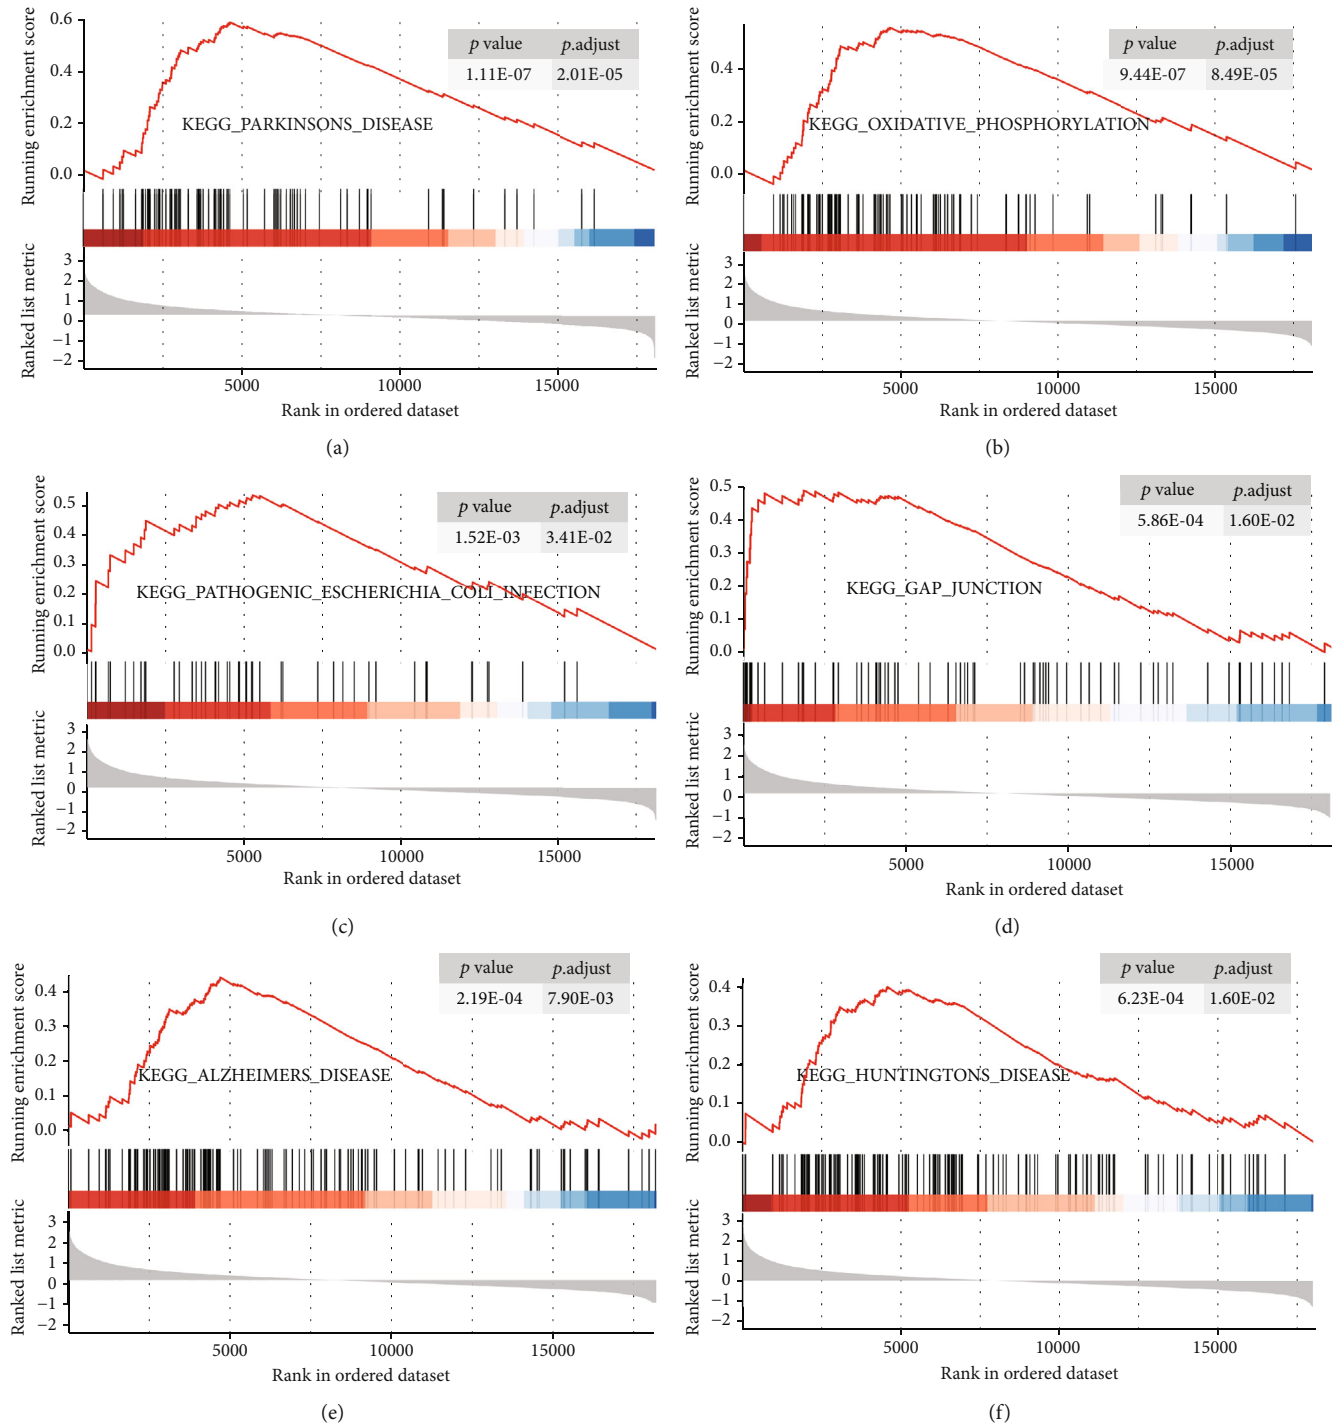 Running enrichment score
0.6
0.4
0.2
0.0
p value p.adjust
1.11E-07 2.01E-05
KEGG_PARKINSONS_DISEASE
Ranked list metric
3
2
1
0
−1
−2
5000 10000 15000
Rank in ordered dataset
(a)
Running enrichment score
0.4
0.2
0.0
p value p.adjust
9.44E-07 8.49E-05
KEGG_OXIDATIVE_PHOSPHORYLATION
Ranked list metric
3
2
1
0
−1
−2
5000 10000 15000
Rank in ordered dataset
(b)
Running enrichment score
0.5
0.4
0.3
0.2
0.1
0.0
p value p.adjust
1.52E-03 3.41E-02
KEGG_PATHOGENIC_ESCHERICHIA_COLI_INFECTION
Ranked list metric
3
2
1
0
−1
−2
5000 10000 15000
Rank in ordered dataset
(c)
Running enrichment score
0.5
0.4
0.3
0.2
0.1
0.0
p value p.adjust
5.86E-04 1.60E-02
KEGG_GAP_JUNCTION
Ranked list metric
3
2
1
0
−1
−2
5000 10000 15000
Rank in ordered dataset
(d)
Running enrichment score
0.4
0.3
0.2
0.1
0.0
p value p.adjust
2.19E-04 7.90E-03
KEGG_ALZHEIMERS_DISEASE
Ranked list metric
3
2
1
0
−1
−2
5000 10000 15000
Rank in ordered dataset
(e)
Running enrichment score
0.4
0.3
0.2
0.1
0.0
p value p.adjust
6.23E-04 1.60E-02
KEGG_HUNTINGTONS_DISEASE
Ranked list metric
3
2
1
0
−1
−2
5000 10000 15000
Rank in ordered dataset
(f)